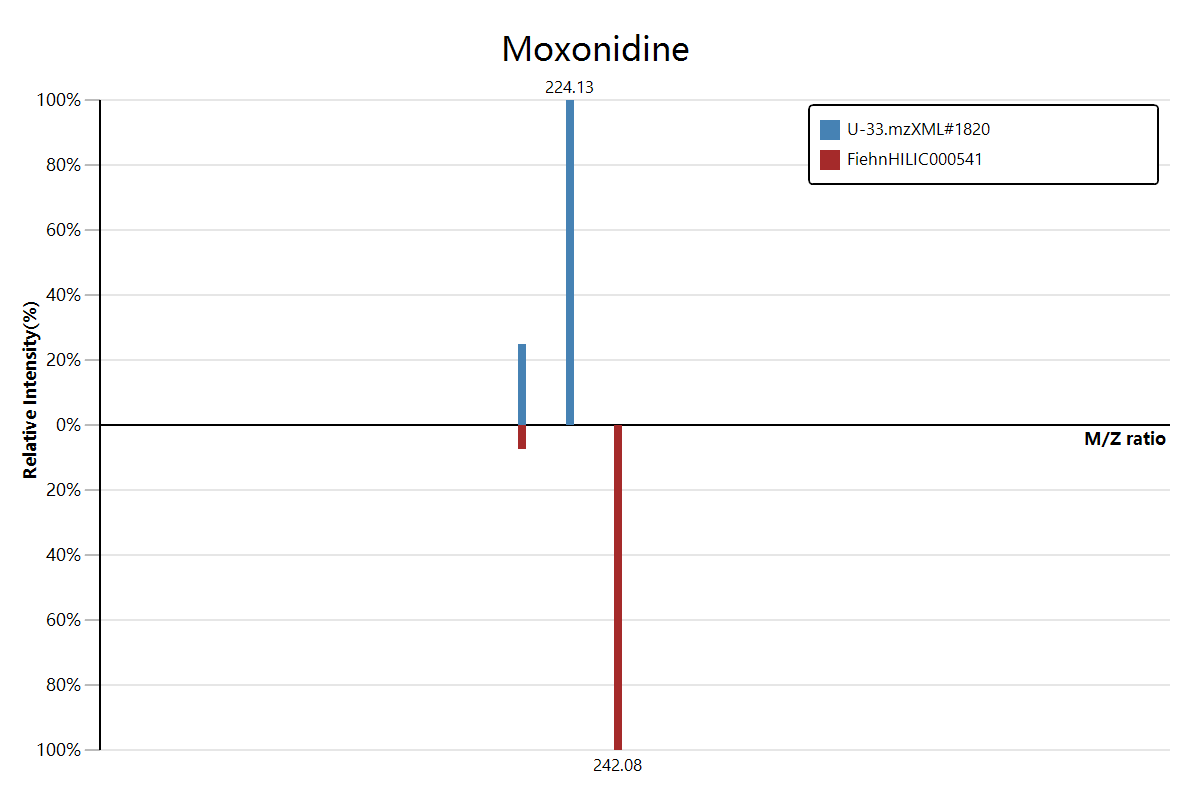 Moxonidine
224.13
U-33.mzXML#1820
FiehnHILIC000541
100%
80%
60%
40%
20%
0%
20%
40%
60%
80%
100%
Relative Intensity(%)
M/Z ratio
242.08